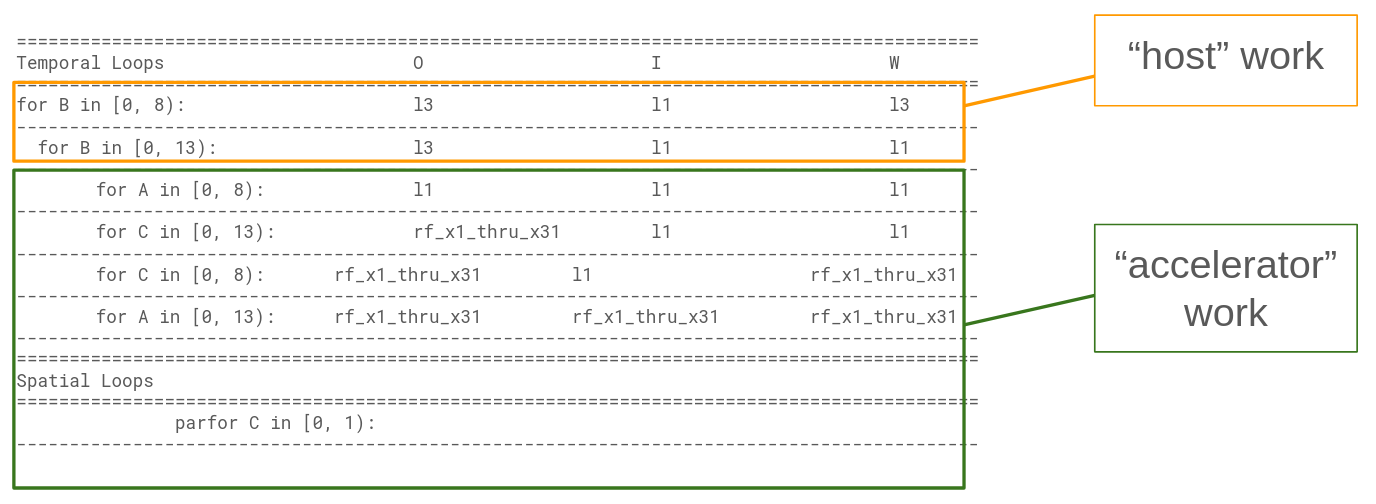 ================================================================================
Temporal Loops O I W
================================================================================
for B in [0, 8): l3 l1 l3
--------------------------------------------------------------------------------
for B in [0, 13): l3 l1 l1
--------------------------------------------------------------------------------
for A in [0, 8): l1 l1 l1
--------------------------------------------------------------------------------
for C in [0, 13): rf_x1_thru_x31 l1 l1
--------------------------------------------------------------------------------
for C in [0, 8): rf_x1_thru_x31 l1 rf_x1_thru_x31
--------------------------------------------------------------------------------
for A in [0, 13): rf_x1_thru_x31 rf_x1_thru_x31 rf_x1_thru_x31
--------------------------------------------------------------------------------
================================================================================
Spatial Loops
================================================================================
parfor C in [0, 1):
--------------------------------------------------------------------------------
“host” work
“accelerator”
work